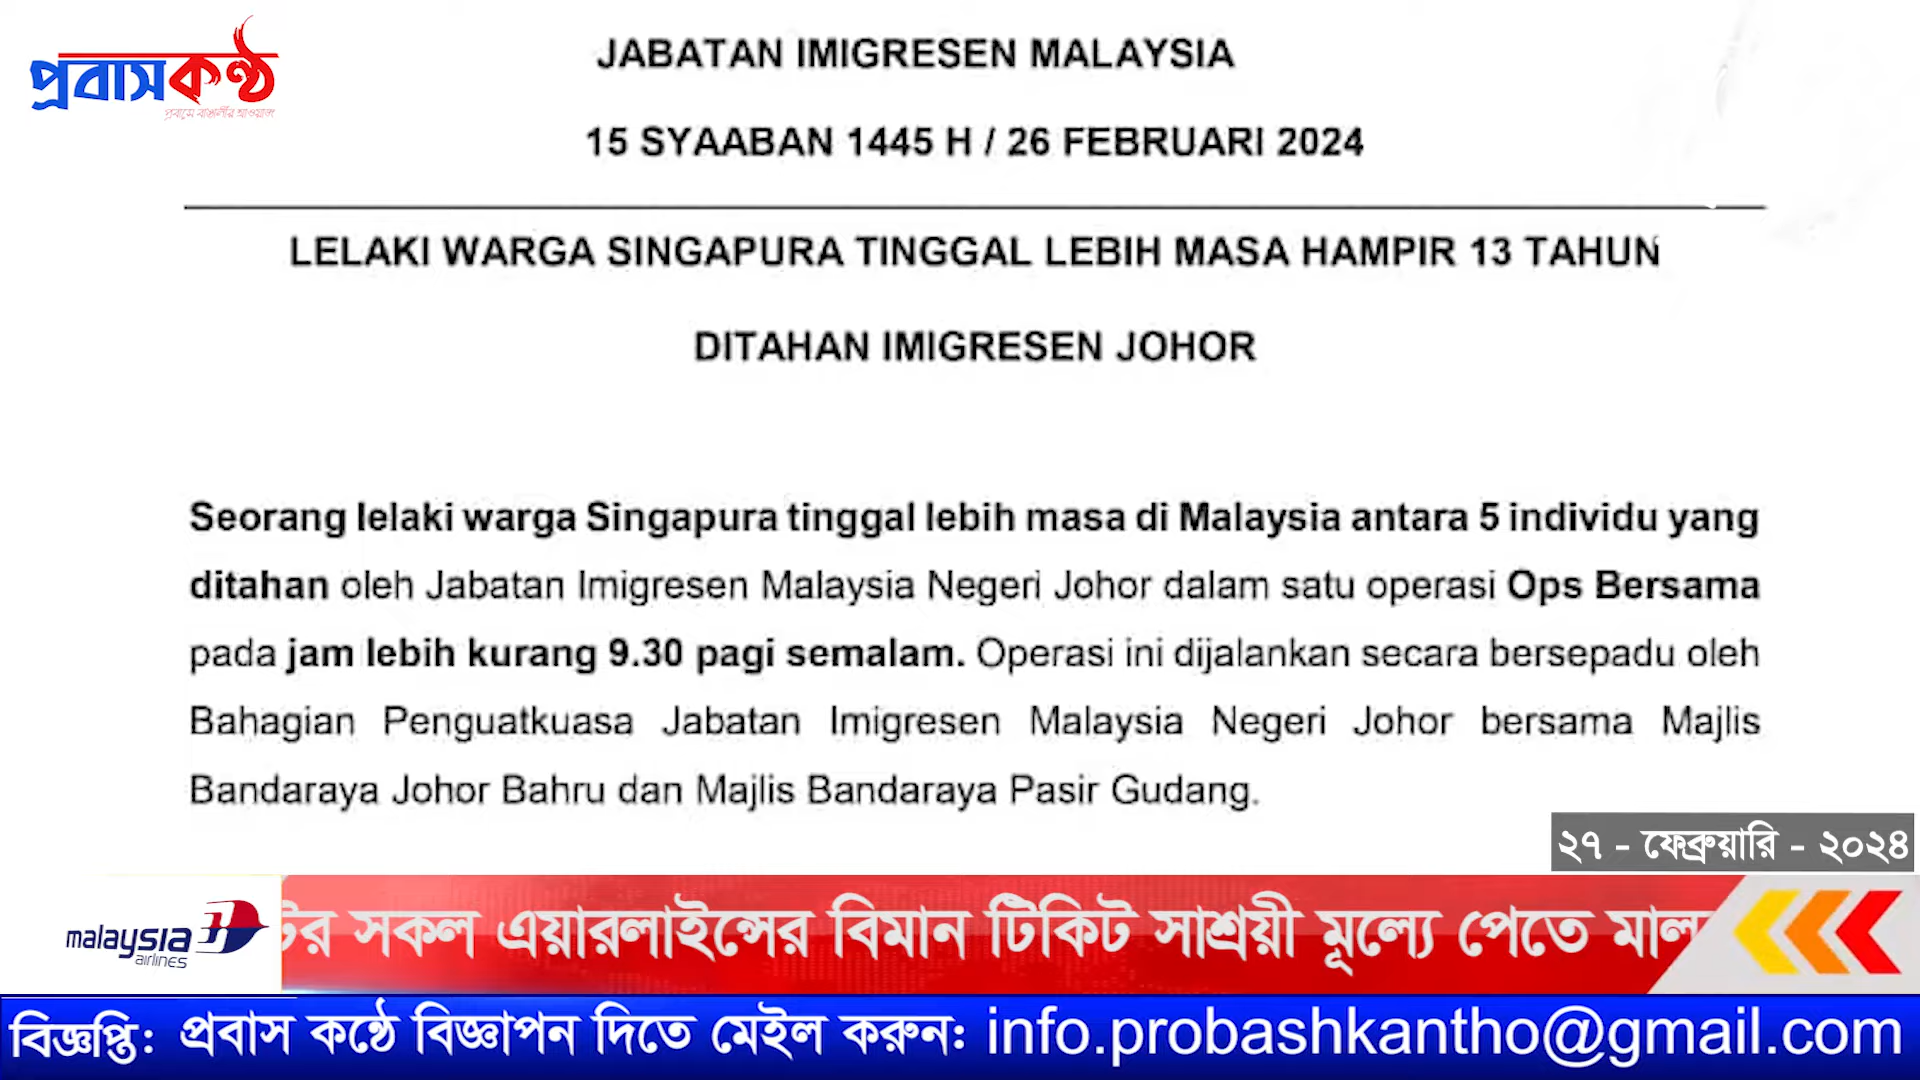 প্রবাসকণ্ঠ
প্রবাসে বাঙ্গালীর আওয়াজ
JABATAN IMIGRESEN MALAYSIA
15 SYAABAN 1445 H / 26 FEBRUARI 2024
LELAKI WARGA SINGAPURA TINGGAL LEBIH MASA HAMPIR 13 TAHUN
DITAHAN IMIGRESEN JOHOR
Seorang lelaki warga Singapura tinggal lebih masa di Malaysia antara 5 individu yang
ditahan oleh Jabatan Imigresen Malaysia Negeri Johor dalam satu operasi Ops Bersama
pada jam lebih kurang 9.30 pagi semalam. Operasi ini dijalankan secara bersepadu oleh
Bahagian Penguatkuasa Jabatan Imigresen Malaysia Negeri Johor bersama Majlis
Bandaraya Johor Bahru dan Majlis Bandaraya Pasir Gudang.
২৭ - ফেব্রুয়ারি - ২০২৪
malaysia
airlines
টর সকল এয়ারলাইন্সের বিমান টিকিট সাশ্রয়ী মূল্যে পেতে মাল
বিজ্ঞপ্তি: প্রবাস কন্ঠে বিজ্ঞাপন দিতে মেইল করুন: info.probashkantho@gmail.com